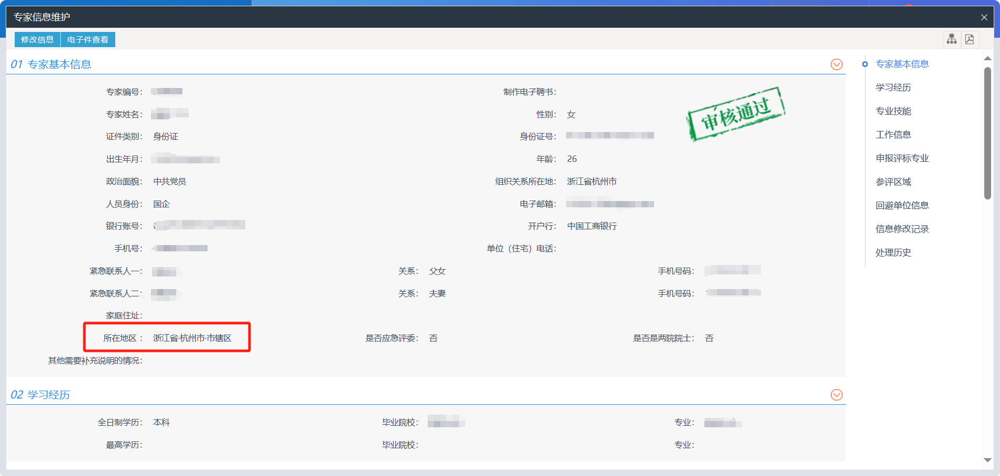 专家信息维护
修改信息 电子件查看
01 专家基本信息
专家编号： 制作电子聘书：
专家姓名： 性别： 女
审核通过
证件类别： 身份证 身份证号：
出生年月： 年龄： 26
政治面貌： 中共党员 组织关系所在地： 浙江省杭州市
人员身份： 国企 电子邮箱：
银行账号： 开户行： 中国工商银行
手机号： 单位（住宅）电话：
紧急联系人一： 关系： 父女 手机号码：
紧急联系人二： 关系： 夫妻 手机号码：
家庭住址：
所在地区 ： 浙江省·杭州市·市辖区 是否应急评委： 否 是否是两院院士： 否
其他需要补充说明的情况：
02 学习经历
全日制学历： 本科 毕业院校： 专业：
最高学历： 毕业院校： 专业：
专家基本信息
学习经历
专业技能
工作信息
申报评标专业
参评区域
回避单位信息
信息修改记录
处理历史